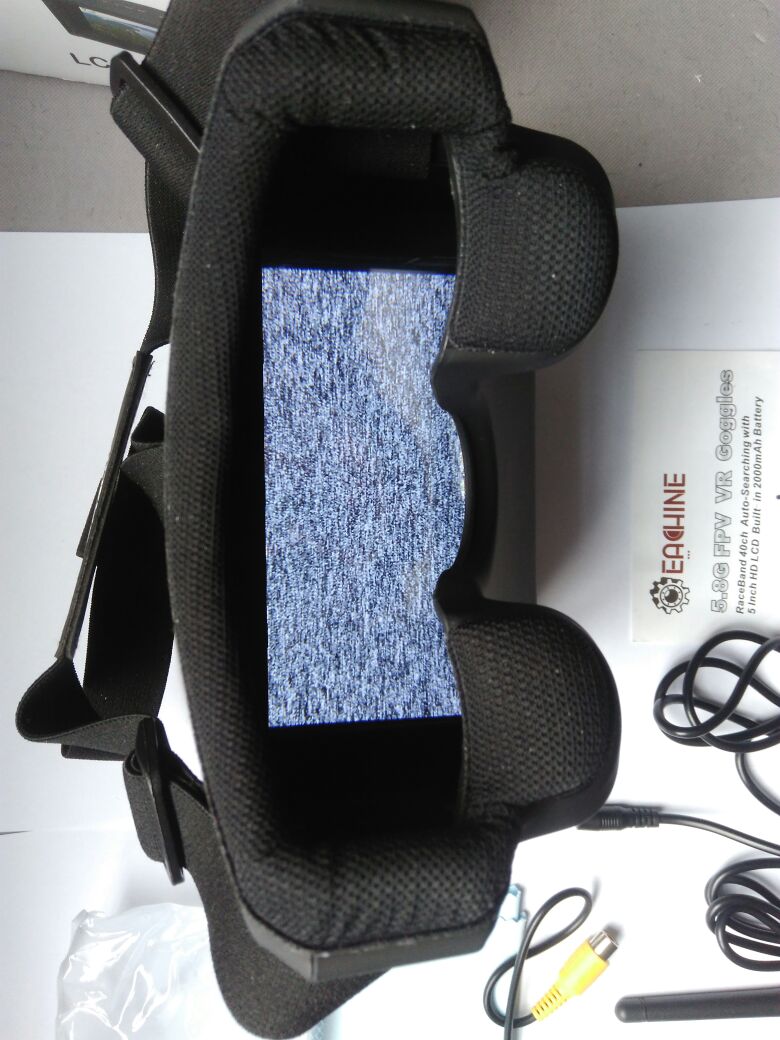 LC
EACHINE
5.8G FPV VR Goggles
RaceBand 40ch Auto-Searching with
5 Inch HD LCD Built- in 2000mAh Battery